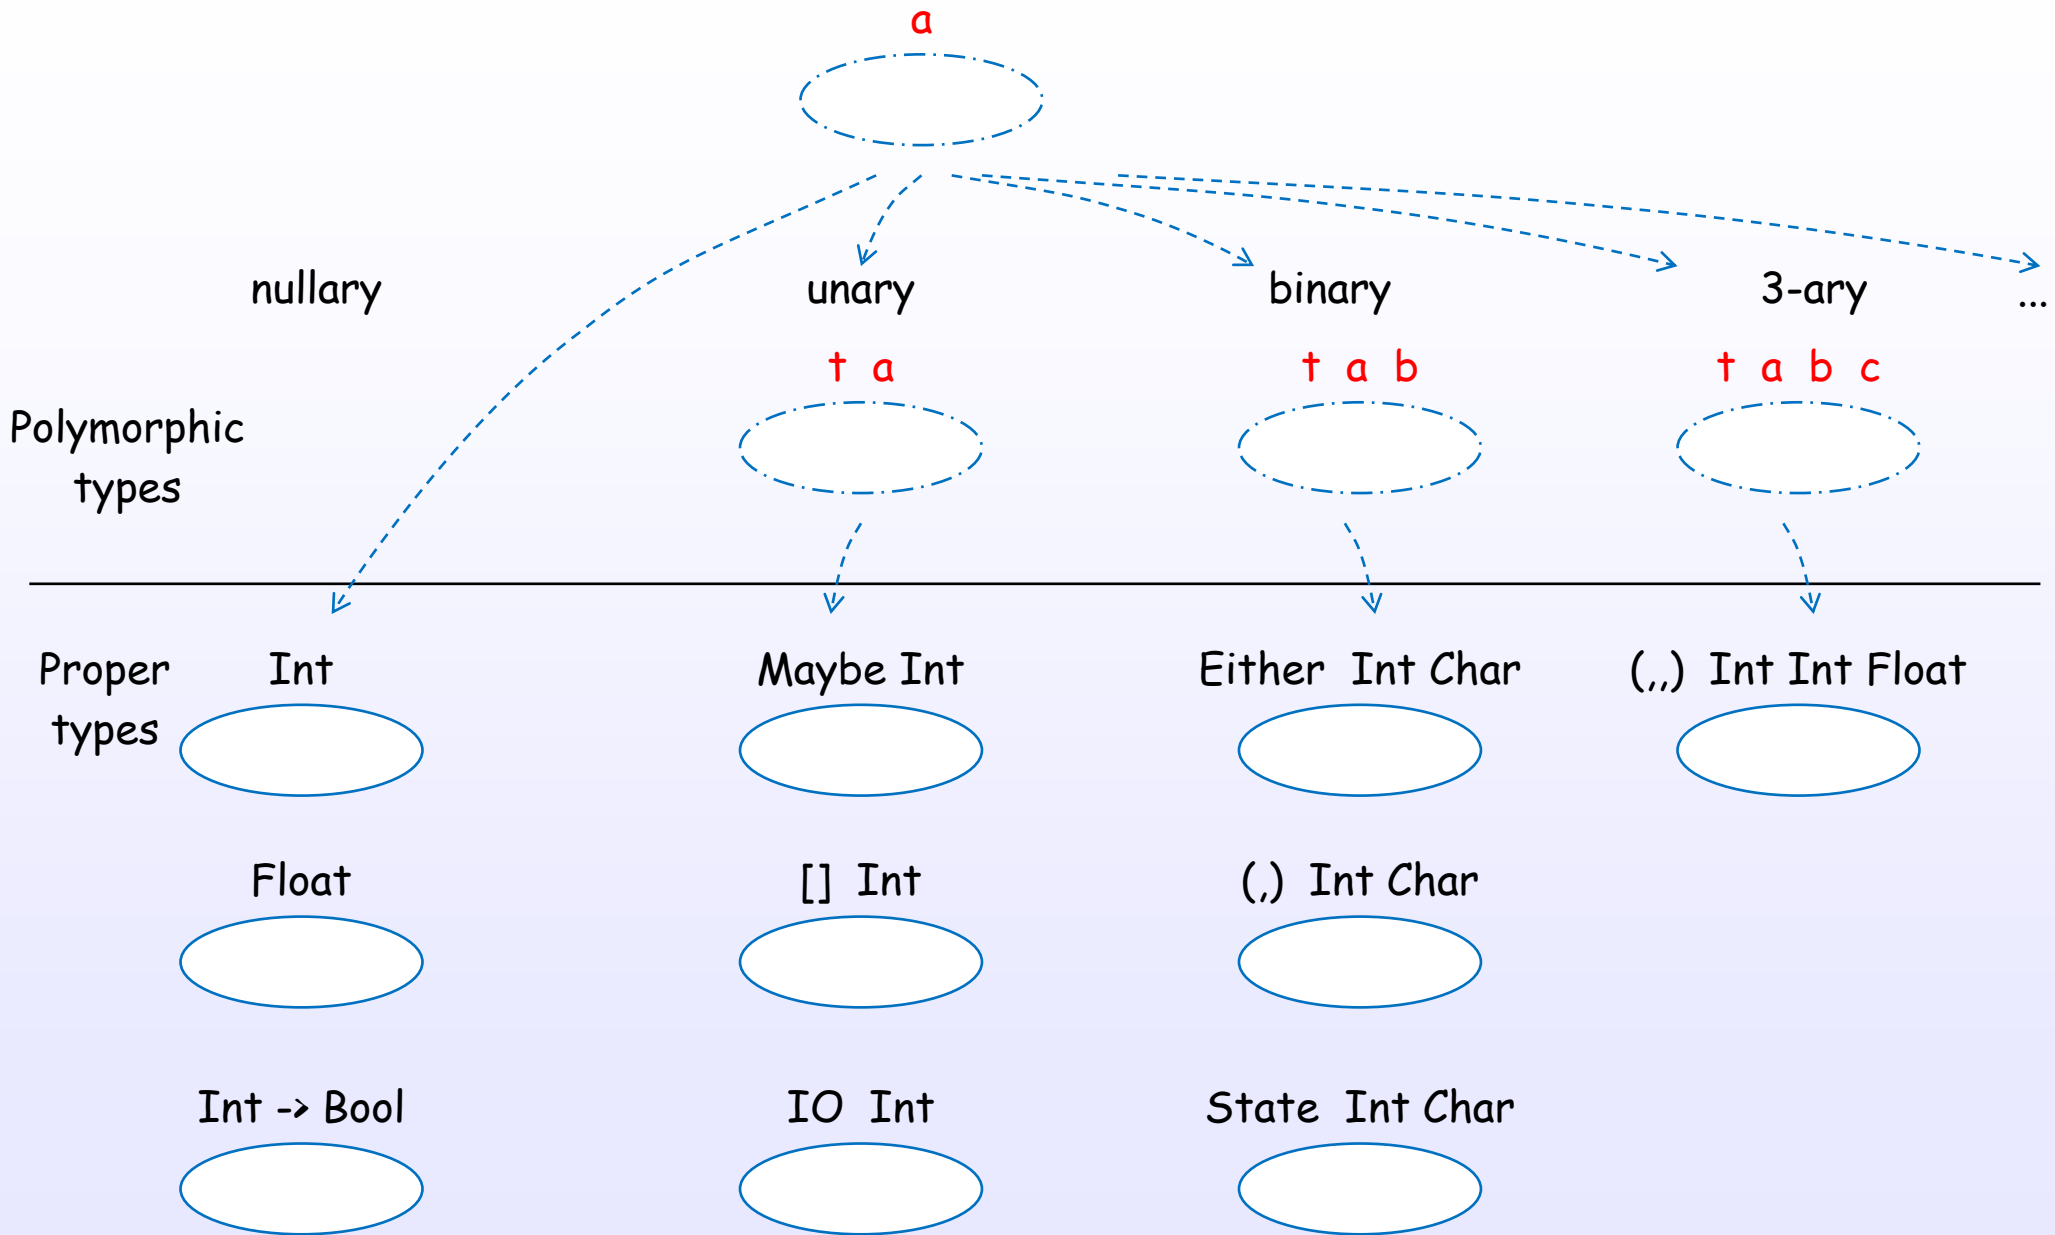 a
nullary unary binary 3-ary ...
t a t a b t a b c
Polymorphic
types
Proper
types
Int Maybe Int Either Int Char (,,) Int Int Float
Float [] Int (,) Int Char
Int -> Bool IO Int State Int Char